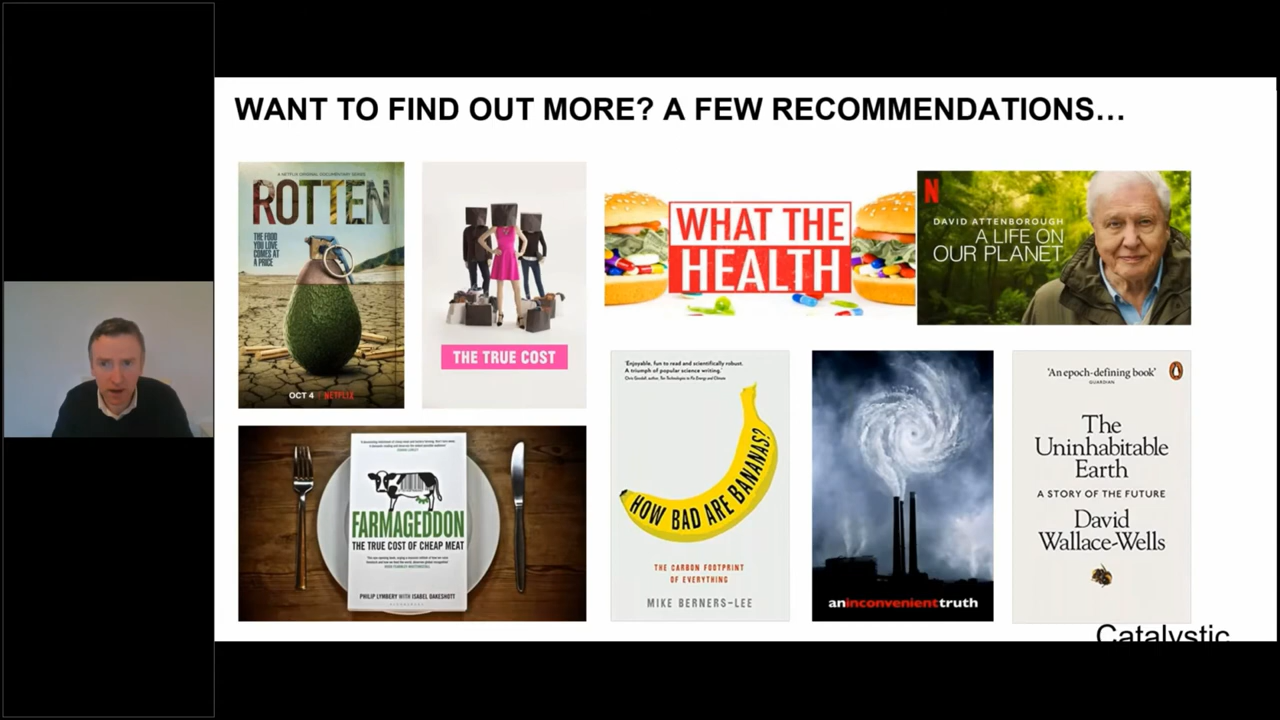 WANT TO FIND OUT MORE? A FEW RECOMMENDATIONS…
A NETFLIX ORIGINAL DOCUMENTARY SERIES
ROTTEN
THE FOOD
YOU LOVE
COMES AT
A PRICE
OCT 4 | NETFLIX
THE TRUE COST
WHAT THE
HEALTH
N
DAVID ATTENBOROUGH
A LIFE ON
OUR PLANET
FARMAGEDDON
THE TRUE COST OF CHEAP MEAT
PHILIP LYMBERY WITH ISABEL OAKESHOTT
BLOOMSBURY
'Enjoyable, fun to read and scientifically robust.
A triumph of popular science writing.'
HOW BAD ARE BANANAS?
THE CARBON FOOTPRINT
OF EVERYTHING
MIKE BERNERS-LEE
aninconvenienttruth
'An epoch-defining book'
GUARDIAN
The
Uninhabitable
Earth
A STORY OF THE FUTURE
David
Wallace-Wells
Catalystic